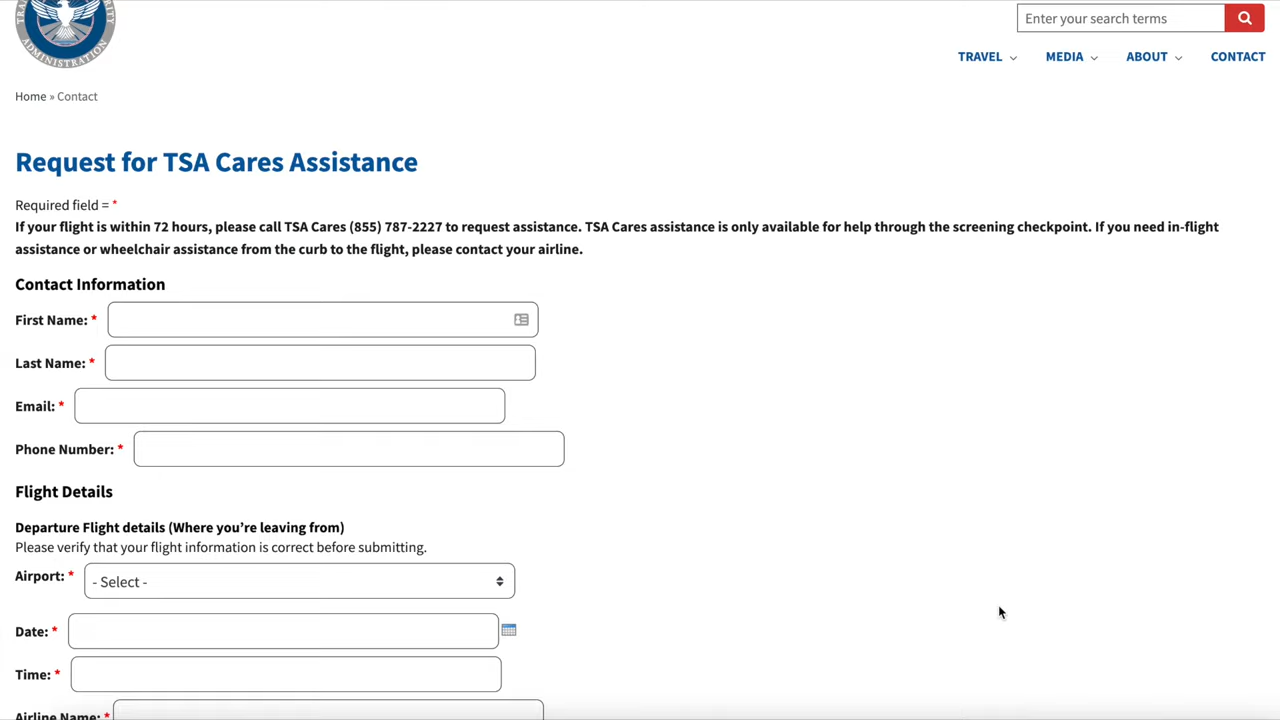 ADMINISTRATION
Enter your search terms
TRAVEL MEDIA ABOUT CONTACT
Home » Contact
Request for TSA Cares Assistance
Required field = *
If your flight is within 72 hours, please call TSA Cares (855) 787-2227 to request assistance. TSA Cares assistance is only available for help through the screening checkpoint. If you need in-flight
assistance or wheelchair assistance from the curb to the flight, please contact your airline.
Contact Information
First Name: *
Last Name: *
Email: *
Phone Number: *
Flight Details
Departure Flight details (Where you’re leaving from)
Please verify that your flight information is correct before submitting.
Airport: * - Select -
Date: *
Time: *
Airline Name: *